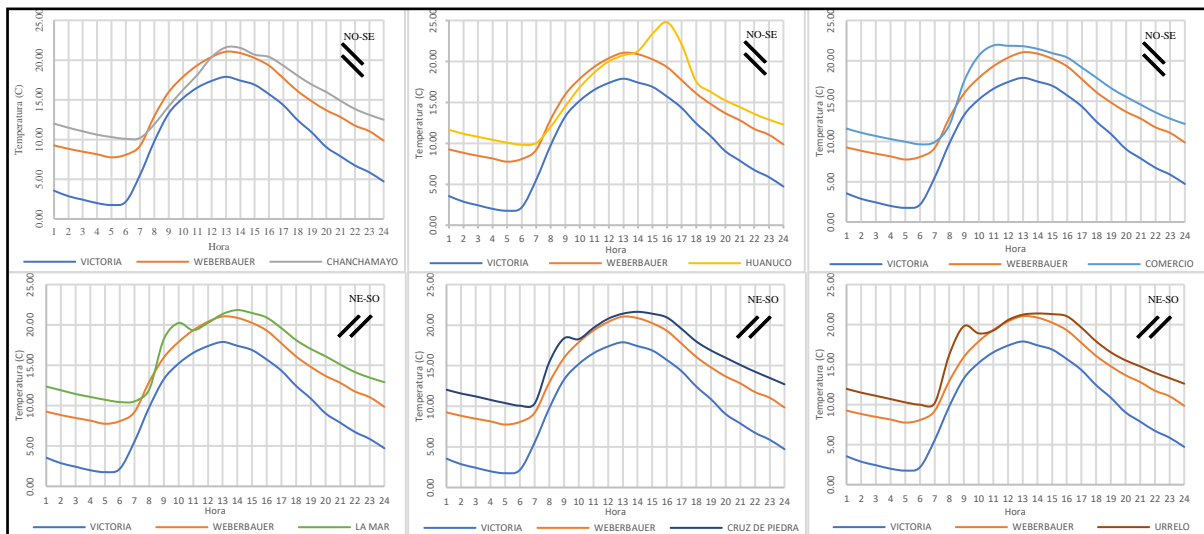 25.00
20.00
15.00
10.00
5.00
0.00
Temperatura (C)
NO-SE
1 2 3 4 5 6 7 8 9 10 11 12 13 14 15 16 17 18 19 20 21 22 23 24
Hora
VICTORIA WEBERBAUER CHANCHAMAYO
25.00
20.00
15.00
10.00
5.00
0.00
Temperatura (C)
NO-SE
1 2 3 4 5 6 7 8 9 10 11 12 13 14 15 16 17 18 19 20 21 22 23 24
Hora
VICTORIA WEBERBAUER HUANUCO
25.00
20.00
15.00
10.00
5.00
0.00
Temperatura (C)
NO-SE
1 2 3 4 5 6 7 8 9 10 11 12 13 14 15 16 17 18 19 20 21 22 23 24
Hora
VICTORIA WEBERBAUER COMERCIO
25.00
20.00
15.00
10.00
5.00
0.00
Temperatura (C)
NE-SO
1 2 3 4 5 6 7 8 9 10 11 12 13 14 15 16 17 18 19 20 21 22 23 24
Hora
VICTORIA WEBERBAUER LA MAR
25.00
20.00
15.00
10.00
5.00
0.00
Temperatura (C)
NE-SO
1 2 3 4 5 6 7 8 9 10 11 12 13 14 15 16 17 18 19 20 21 22 23 24
Hora
VICTORIA WEBERBAUER CRUZ DE PIEDRA
25.00
20.00
15.00
10.00
5.00
0.00
Temperatura (C)
NE-SO
1 2 3 4 5 6 7 8 9 10 11 12 13 14 15 16 17 18 19 20 21 22 23 24
Hora
VICTORIA WEBERBAUER URRELO